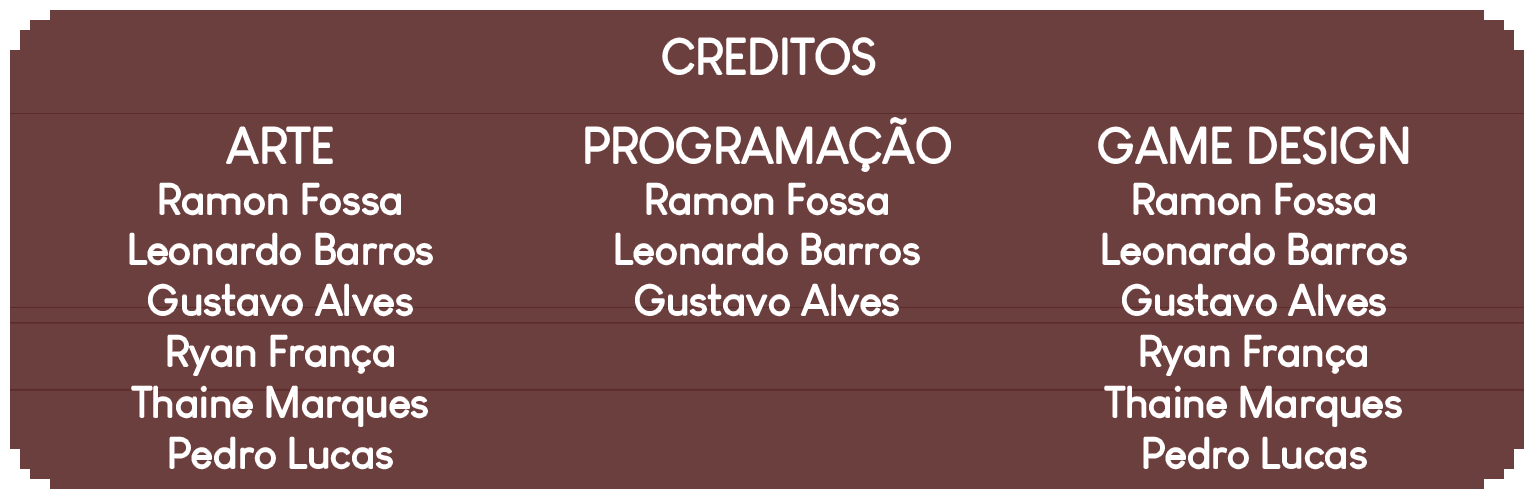 CREDITOS
ARTE
Ramon Fossa
Leonardo Barros
Gustavo Alves
Ryan França
Thaine Marques
Pedro Lucas
PROGRAMAÇÃO
Ramon Fossa
Leonardo Barros
Gustavo Alves
GAME DESIGN
Ramon Fossa
Leonardo Barros
Gustavo Alves
Ryan França
Thaine Marques
Pedro Lucas